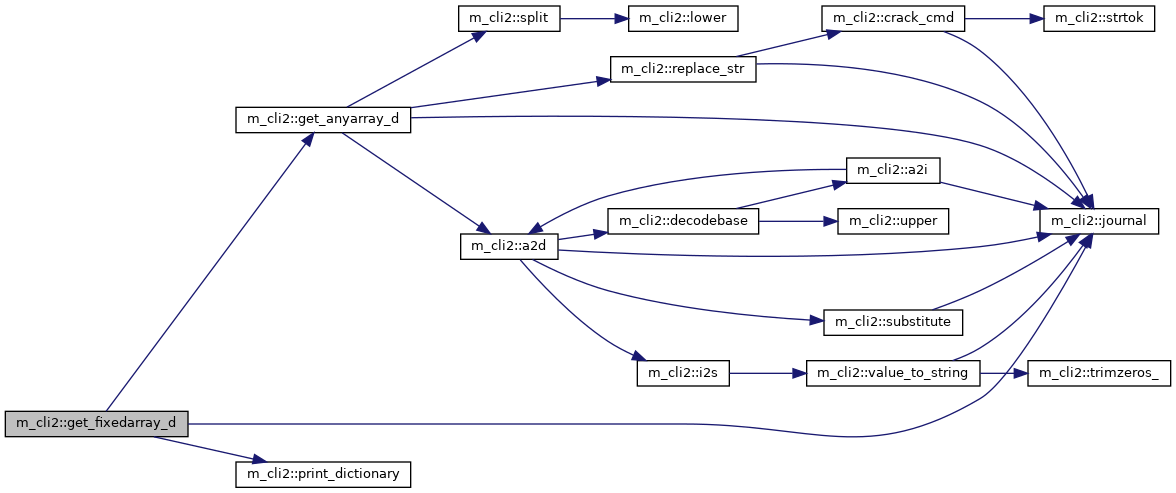 m_cli2::split
m_cli2::lower
m_cli2::crack_cmd
m_cli2::strtok
m_cli2::replace_str
m_cli2::get_anyarray_d
m_cli2::a2i
m_cli2::decodebase
m_cli2::upper
m_cli2::journal
m_cli2::a2d
m_cli2::substitute
m_cli2::i2s
m_cli2::value_to_string
m_cli2::trimzeros_
m_cli2::get_fixedarray_d
m_cli2::print_dictionary